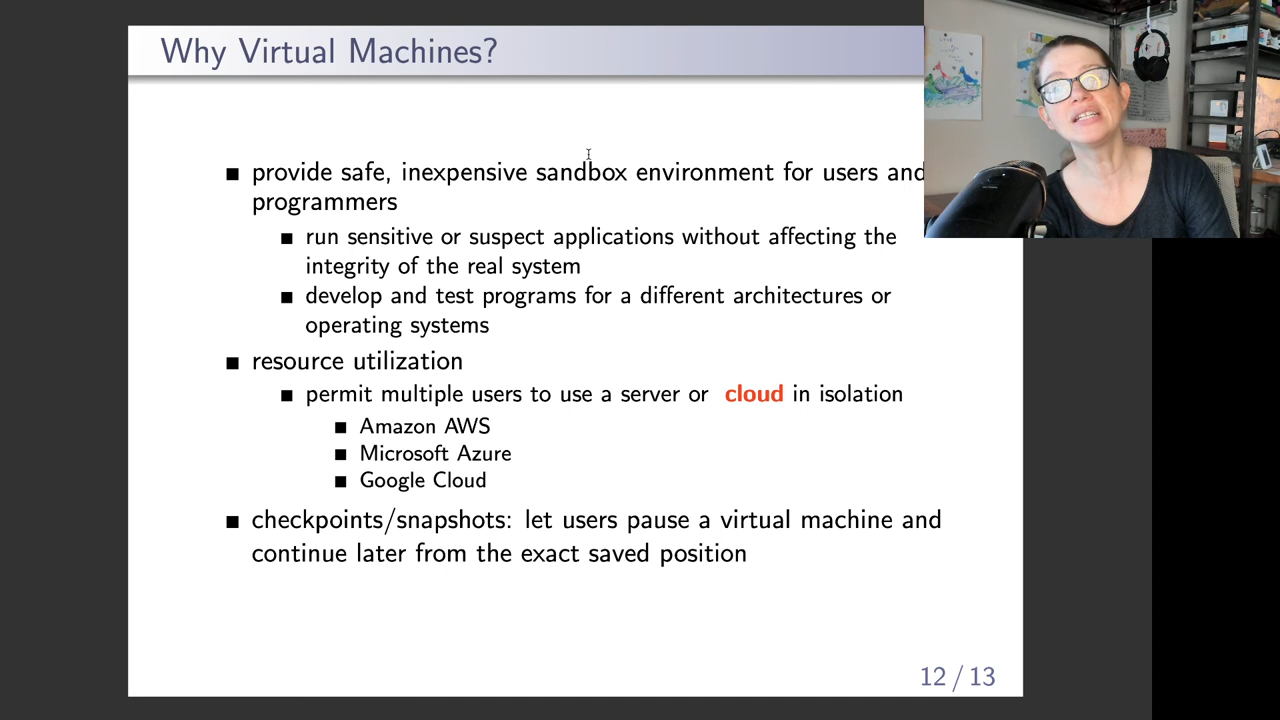 Why Virtual Machines?
provide safe, inexpensive sandbox environment for users and
programmers
run sensitive or suspect applications without affecting the
integrity of the real system
develop and test programs for a different architectures or
operating systems
resource utilization
permit multiple users to use a server or cloud in isolation
Amazon AWS
Microsoft Azure
Google Cloud
checkpoints/snapshots: let users pause a virtual machine and
continue later from the exact saved position
12 / 13